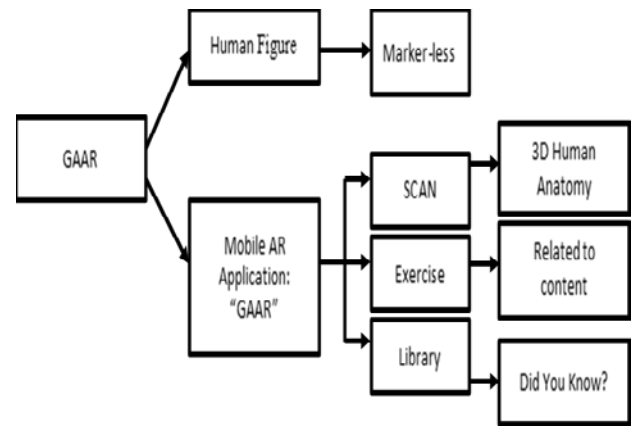 Human Figure
Marker-less
GAAR
3D Human
Anatomy
SCAN
Mobile AR
Application:
“GAAR”
Related to
content
Exercise
Library
Did You Know?